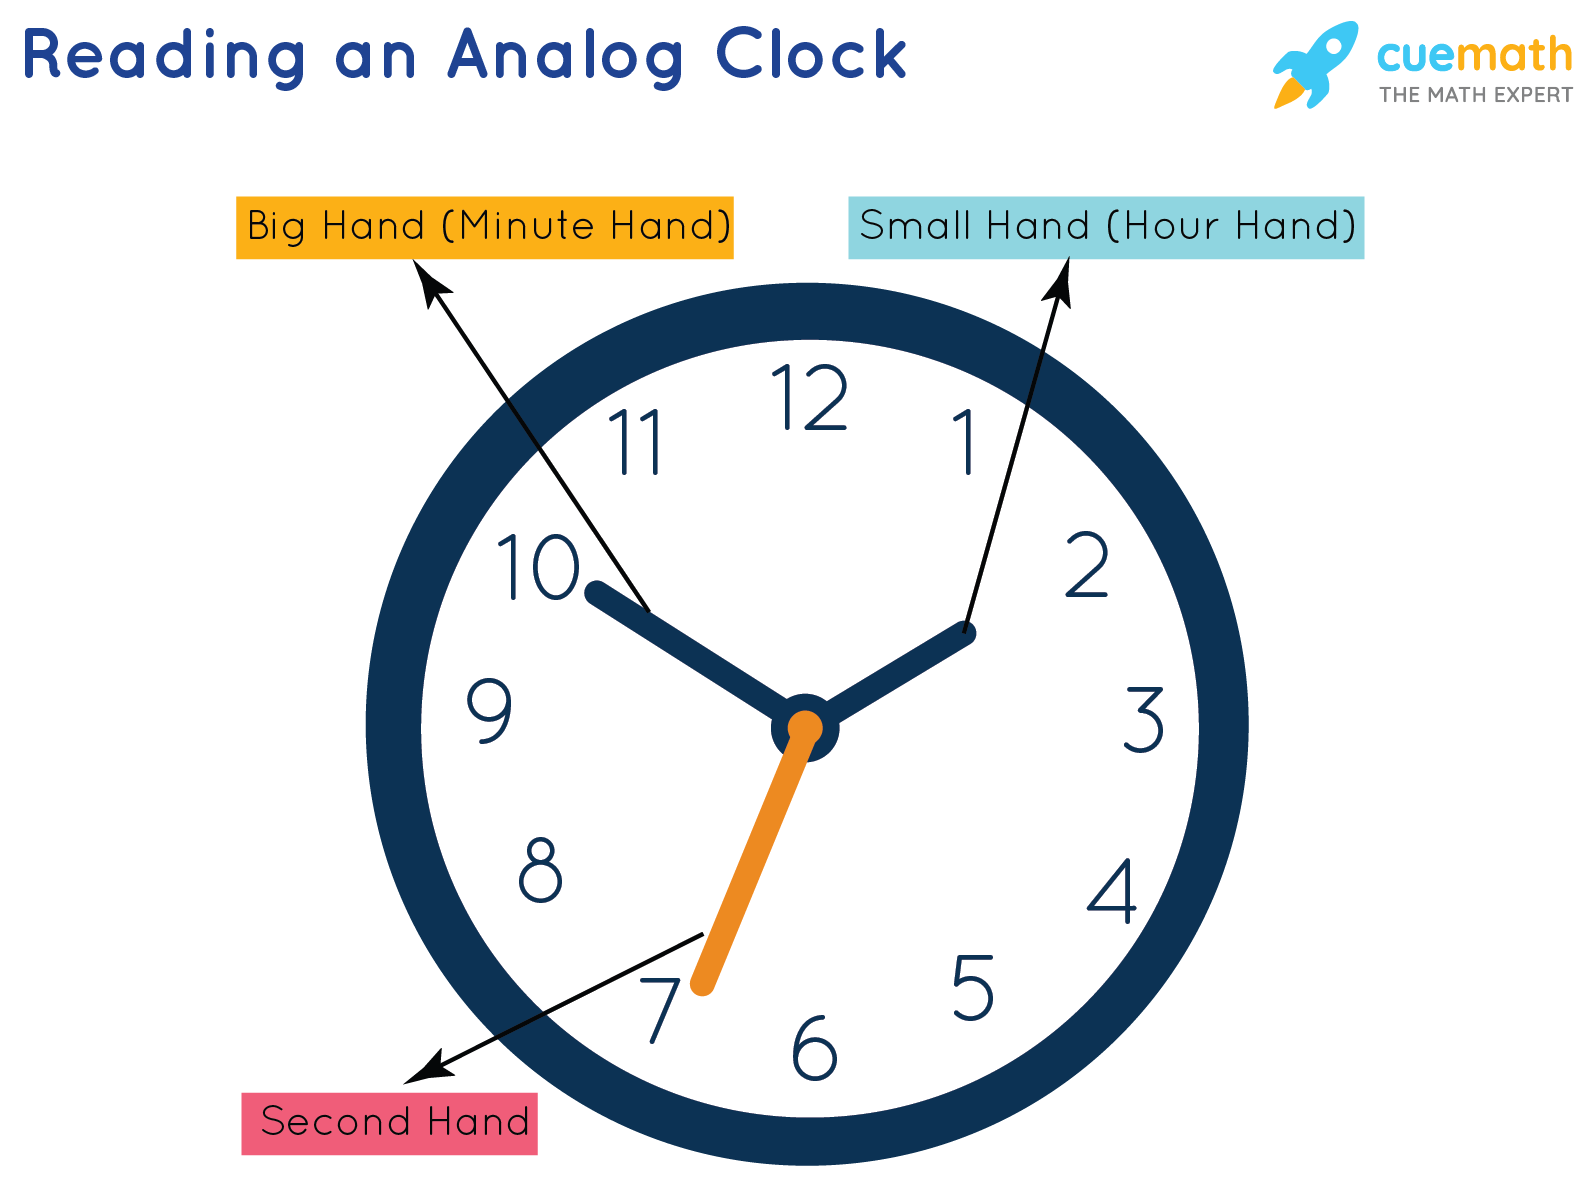 Reading an Analog Clock
cuemath
THE MATH EXPERT
Big Hand (Minute Hand)
Small Hand (Hour Hand)
12
11
1
10
2
9
3
8
4
7
5
6
Second Hand